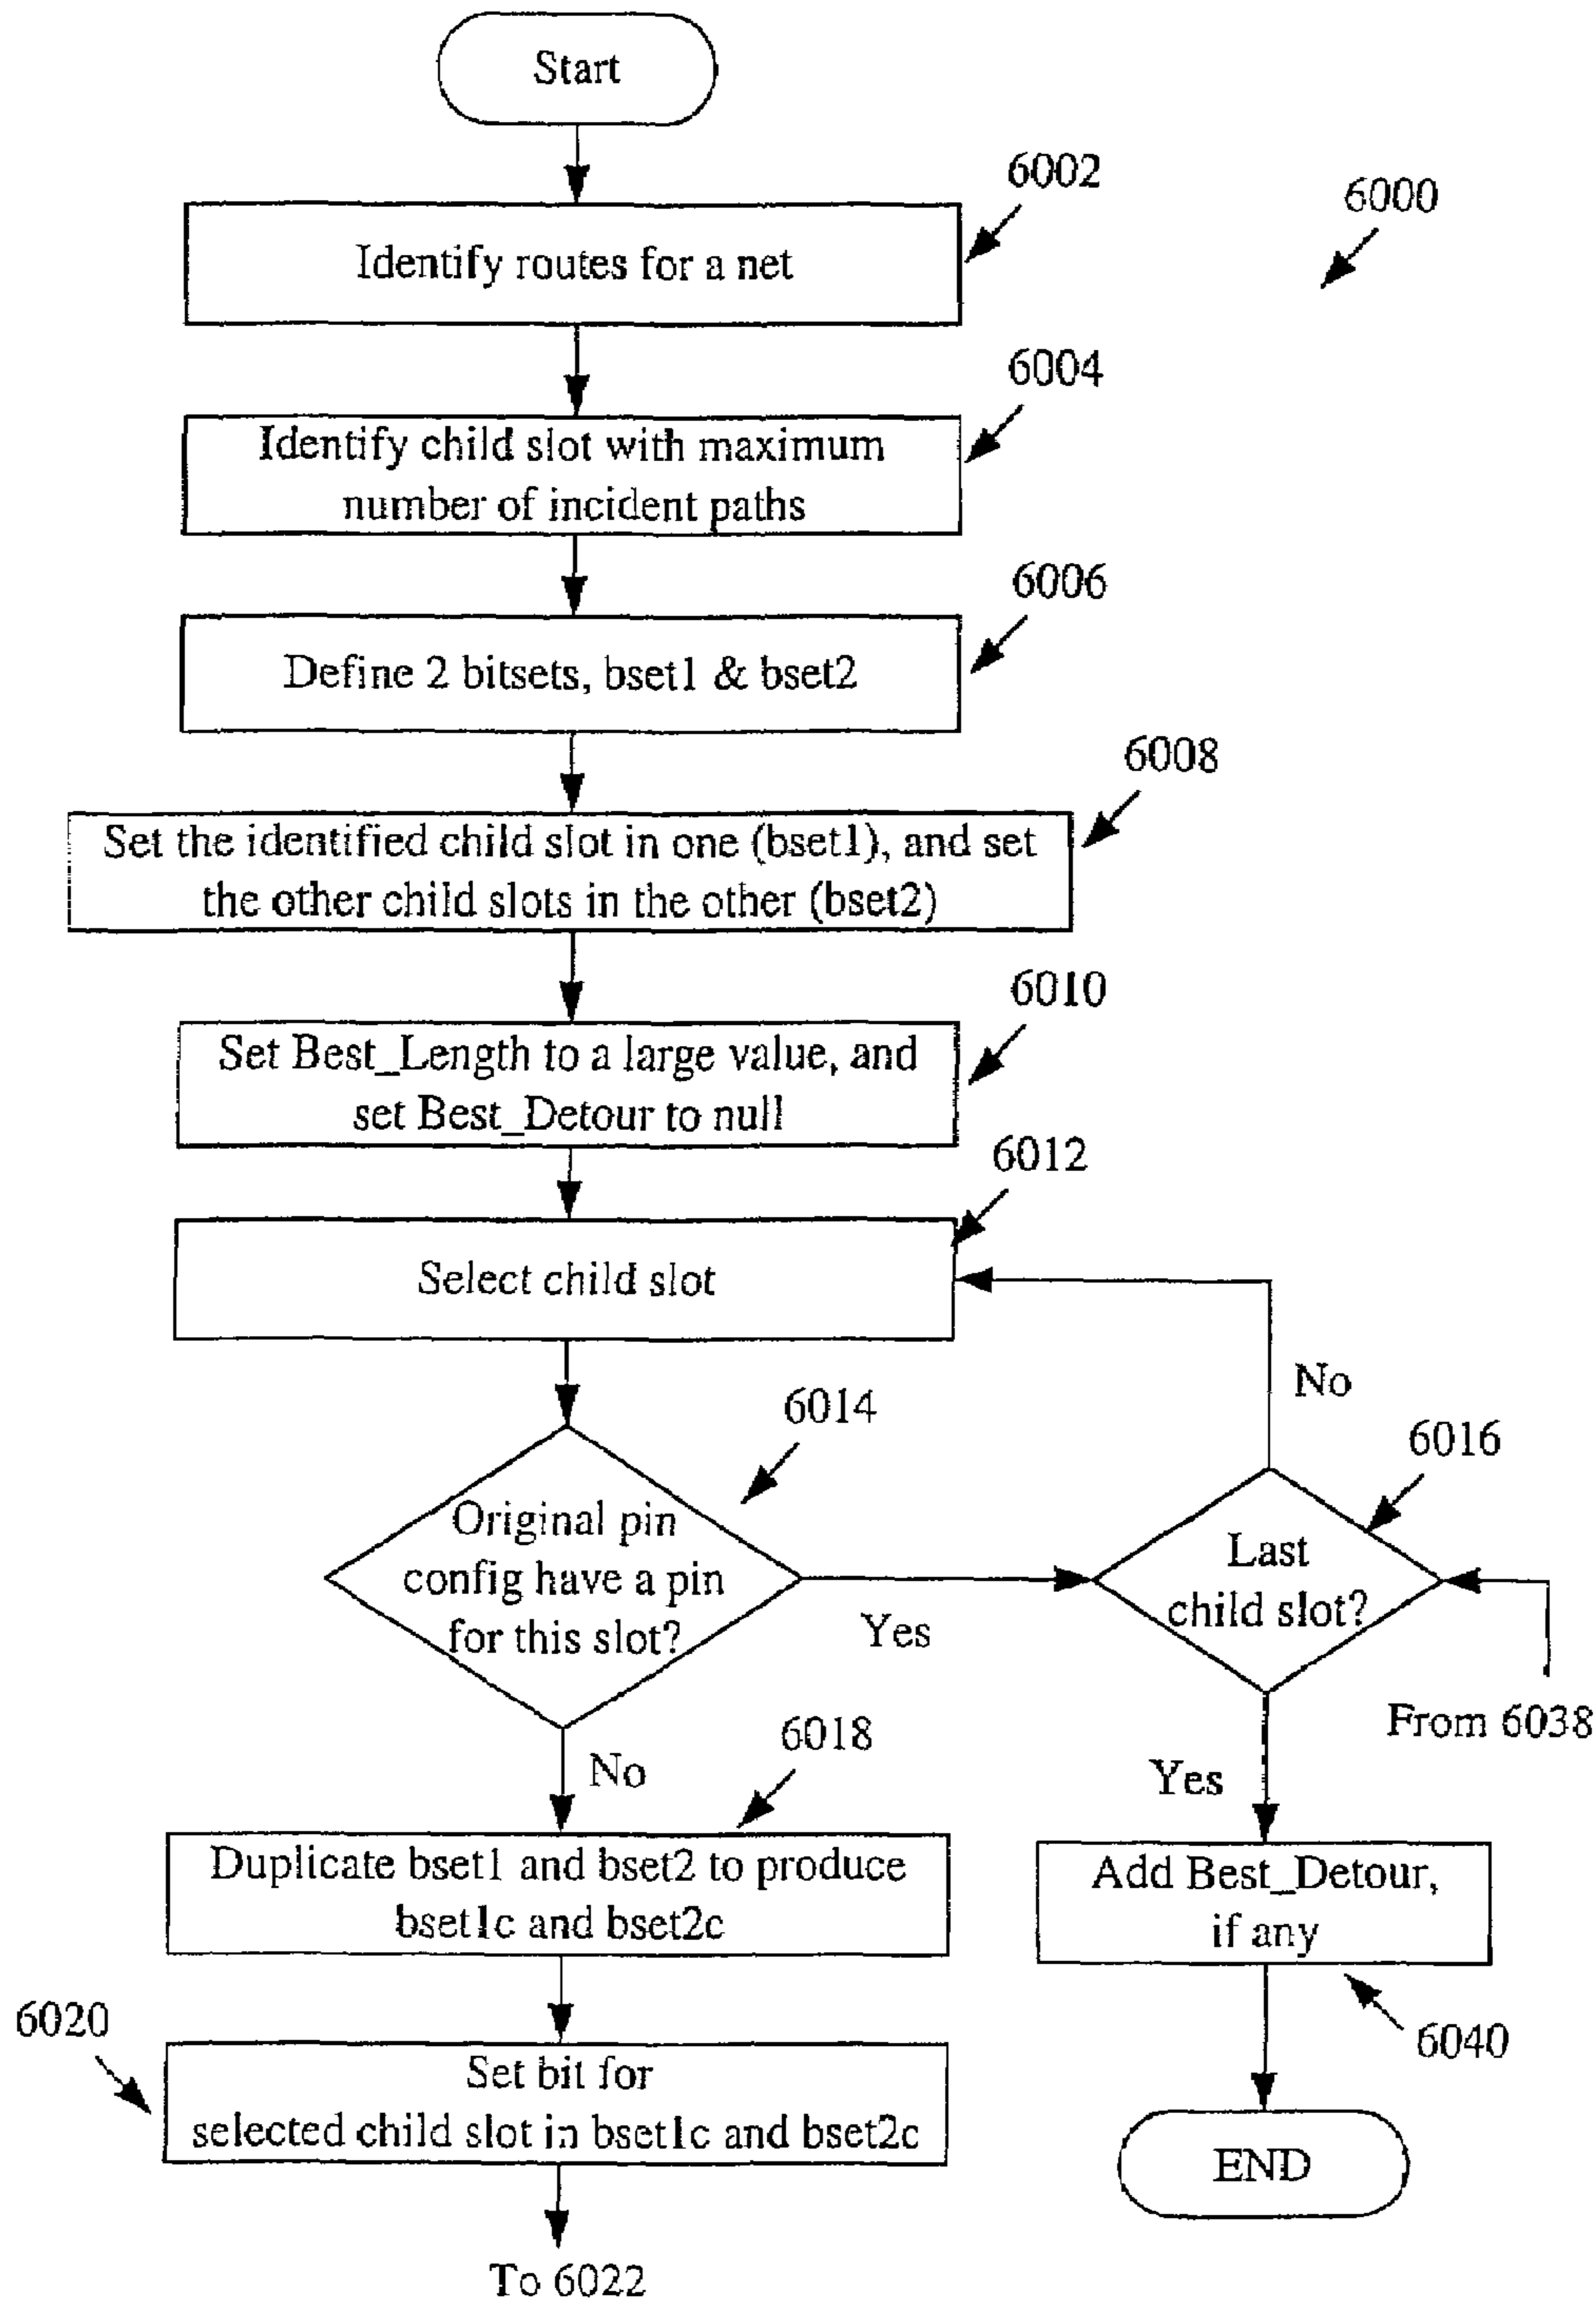 Start
6002
6000
Identify routes for a net
6004
Identify child slot with maximum
number of incident paths
6006
Define 2 bitsets, bset1 & bset2
6008
Set the identified child slot in one (bset1), and set
the other child slots in the other (bset2)
6010
Set Best_Length to a large value, and
set Best_Detour to null
6012
Select child slot
No
6014
6016
Original pin
config have a pin
for this slot?
Yes
Last
child slot?
From 6038
6018
No
Yes
Duplicate bset1 and bset2 to produce
bset1c and bset2c
Add Best_Detour,
if any
6020
6040
Set bit for
selected child slot in bset1c and bset2c
END
To 6022